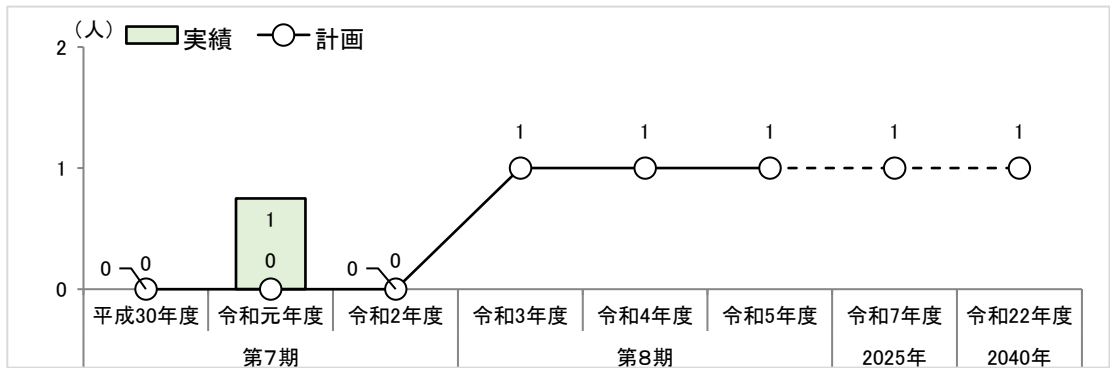 （人）
実績 計画
2
1 1 1 1 1
1
1
0 0 0 0 0
0
平成30年度 令和元年度 令和2年度 令和3年度 令和4年度 令和5年度 令和7年度 令和22年度
第7期 第8期 2025年 2040年